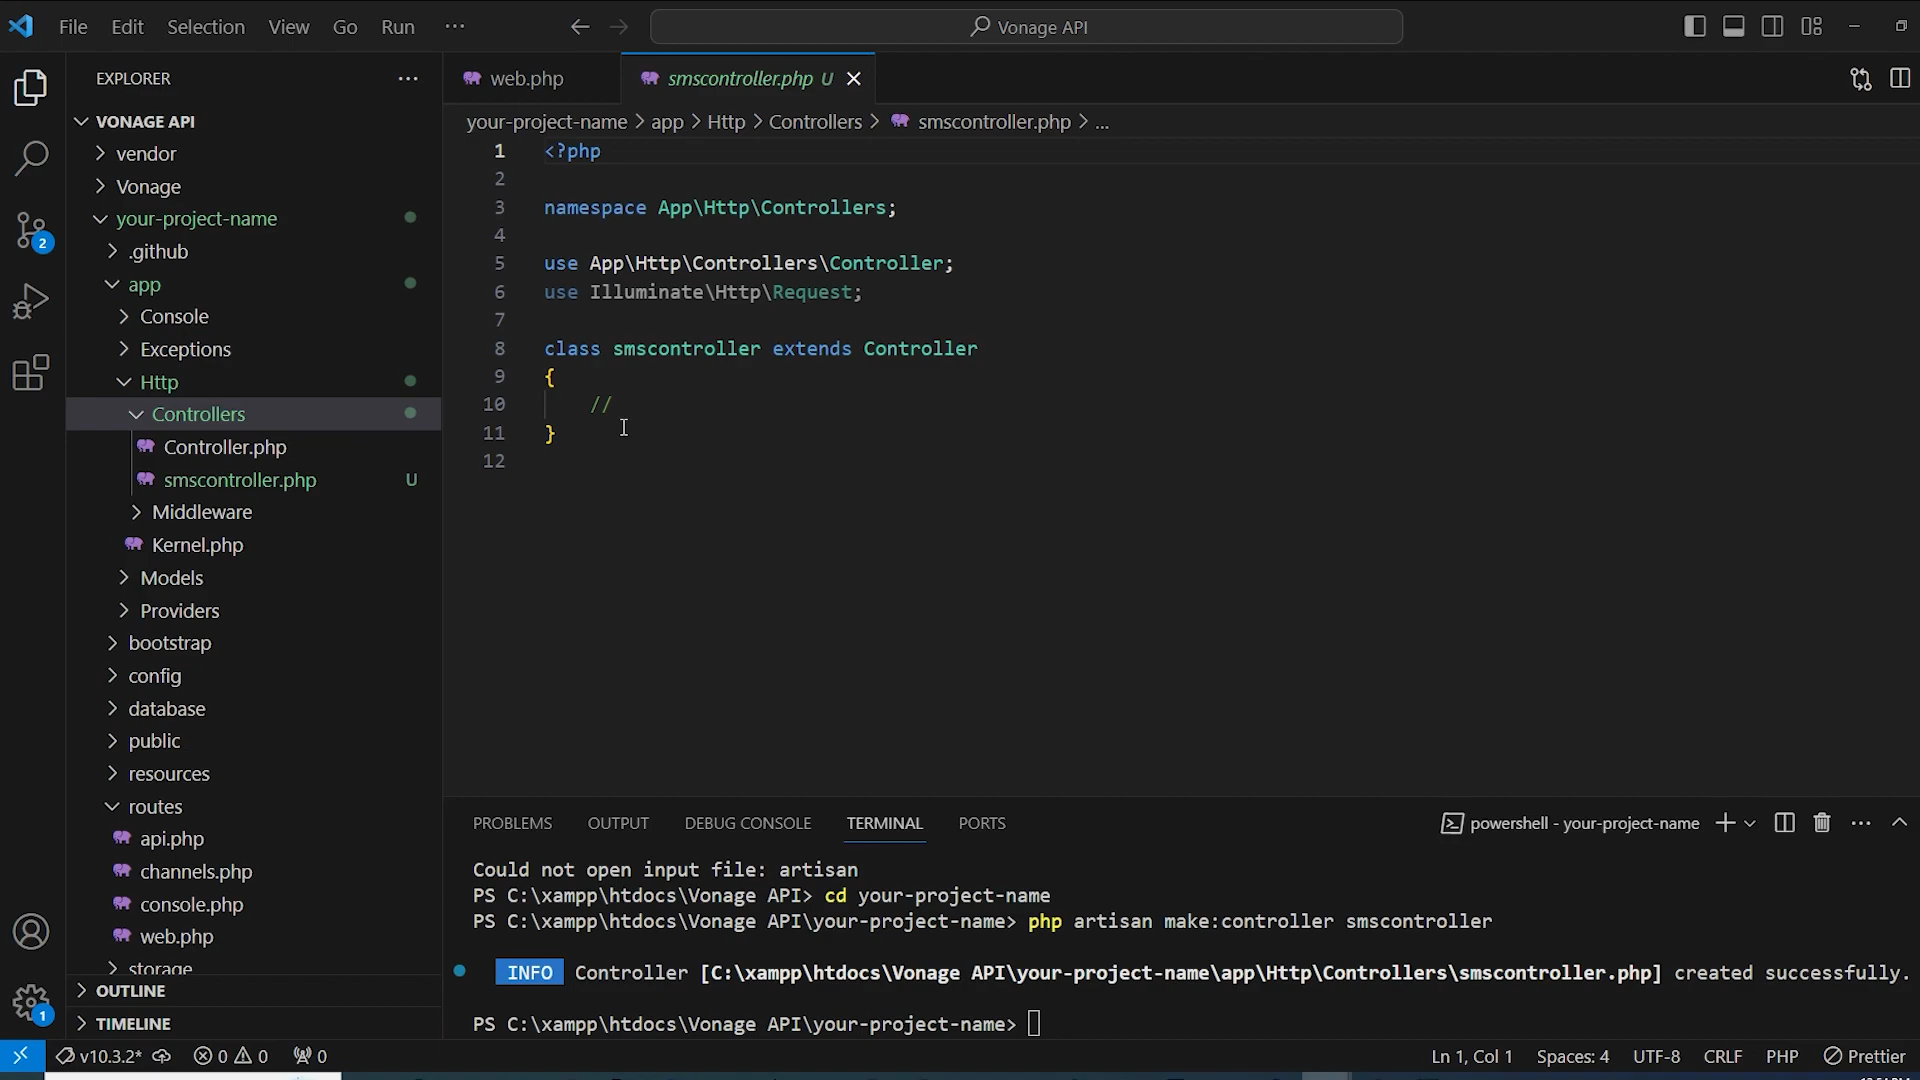 File Edit Selection View Go Run ···
Vonage API
EXPLORER ···
VONAGE API
vendor
Vonage
your-project-name
.github
app
Console
Exceptions
Http
Controllers
Controller.php
smscontroller.php U
Middleware
Kernel.php
Models
Providers
bootstrap
config
database
public
resources
routes
api.php
channels.php
console.php
web.php
storage
OUTLINE
TIMELINE
2
1
web.php
smscontroller.php U
your-project-name > app > Http > Controllers > smscontroller.php > ...
1 <?php
2
3 namespace App\Http\Controllers;
4
5 use App\Http\Controllers\Controller;
6 use Illuminate\Http\Request;
7
8 class smscontroller extends Controller
9 {
10 //
11 }
12
PROBLEMS OUTPUT DEBUG CONSOLE TERMINAL PORTS
powershell - your-project-name
Could not open input file: artisan
PS C:\xampp\htdocs\Vonage API> cd your-project-name
PS C:\xampp\htdocs\Vonage API\your-project-name> php artisan make:controller smscontroller
INFO Controller [C:\xampp\htdocs\Vonage API\your-project-name\app\Http\Controllers\smscontroller.php] created successfully.
PS C:\xampp\htdocs\Vonage API\your-project-name>
v10.3.2* 0 0 0
Ln 1, Col 1 Spaces: 4 UTF-8 CRLF PHP Prettier